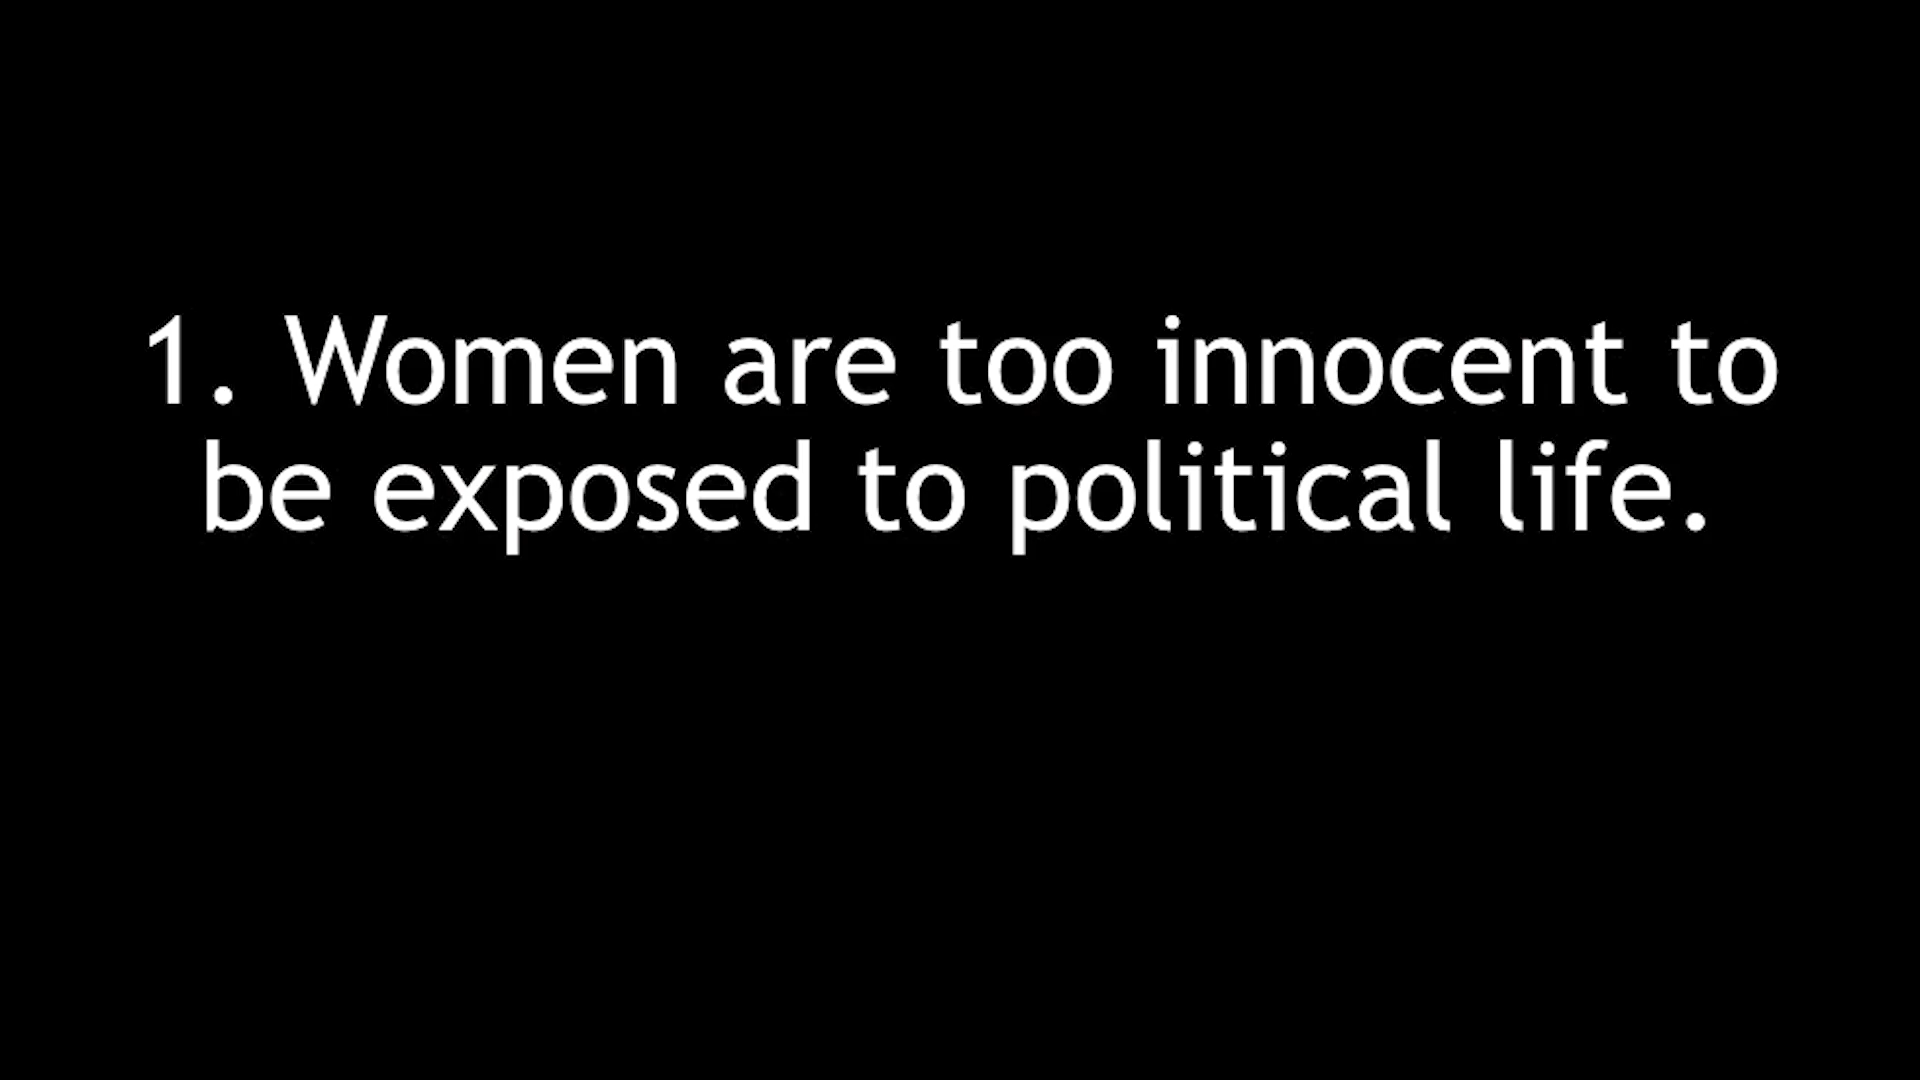 1. Women are too innocent to
be exposed to political life.